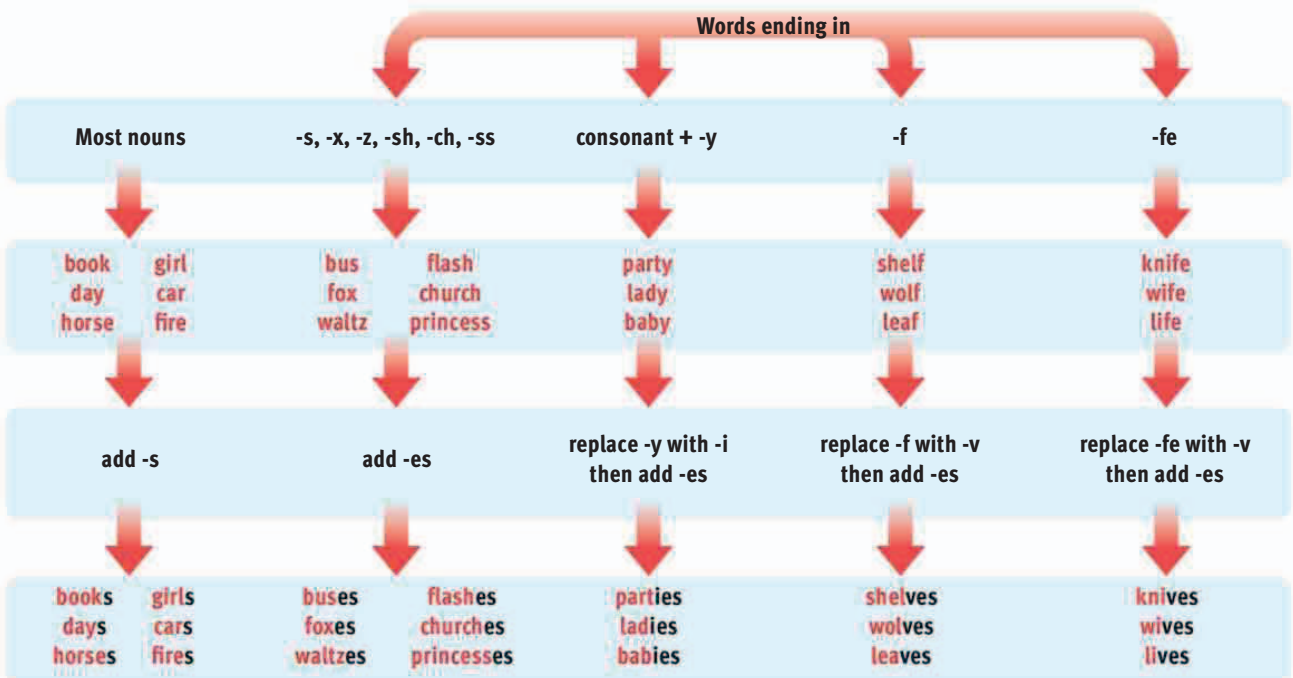 Words ending in
Most nouns
-s, -x, -z, -sh, -ch, -ss
consonant + -y
-f
-fe
book girl
day car
horse fire
bus flash
fox church
waltz princess
party
lady
baby
shelf
wolf
leaf
knife
wife
life
add -s
add -es
replace -y with -i
then add -es
replace -f with -v
then add -es
replace -fe with -v
then add -es
books girls
days cars
horses fires
buses flashes
foxes churches
waltzes princesses
parties
ladies
babies
shelves
wolves
leaves
knives
wives
lives